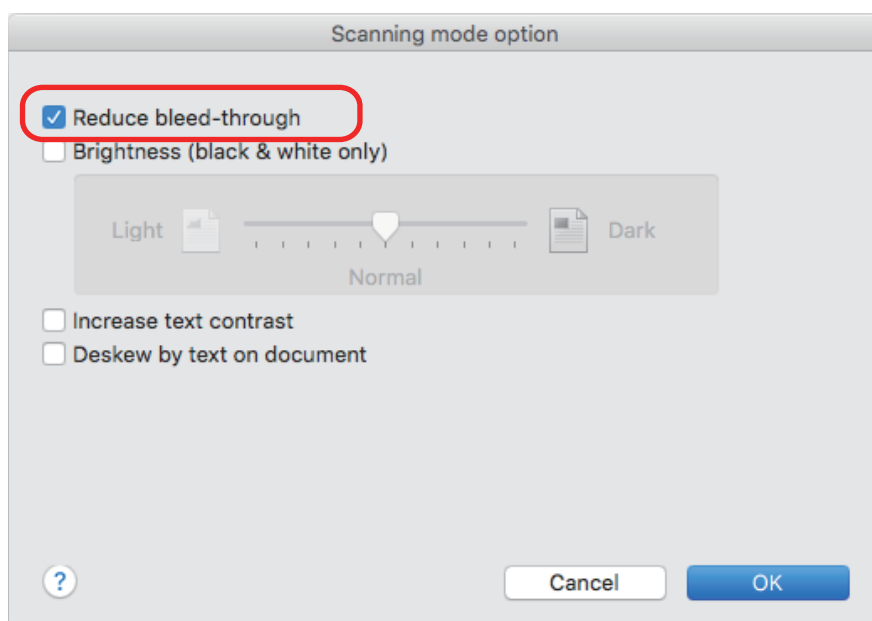 Scanning mode option
Reduce bleed-through
Brightness (black & white only)
Light Dark
Normal
Increase text contrast
Deskew by text on document
? Cancel OK